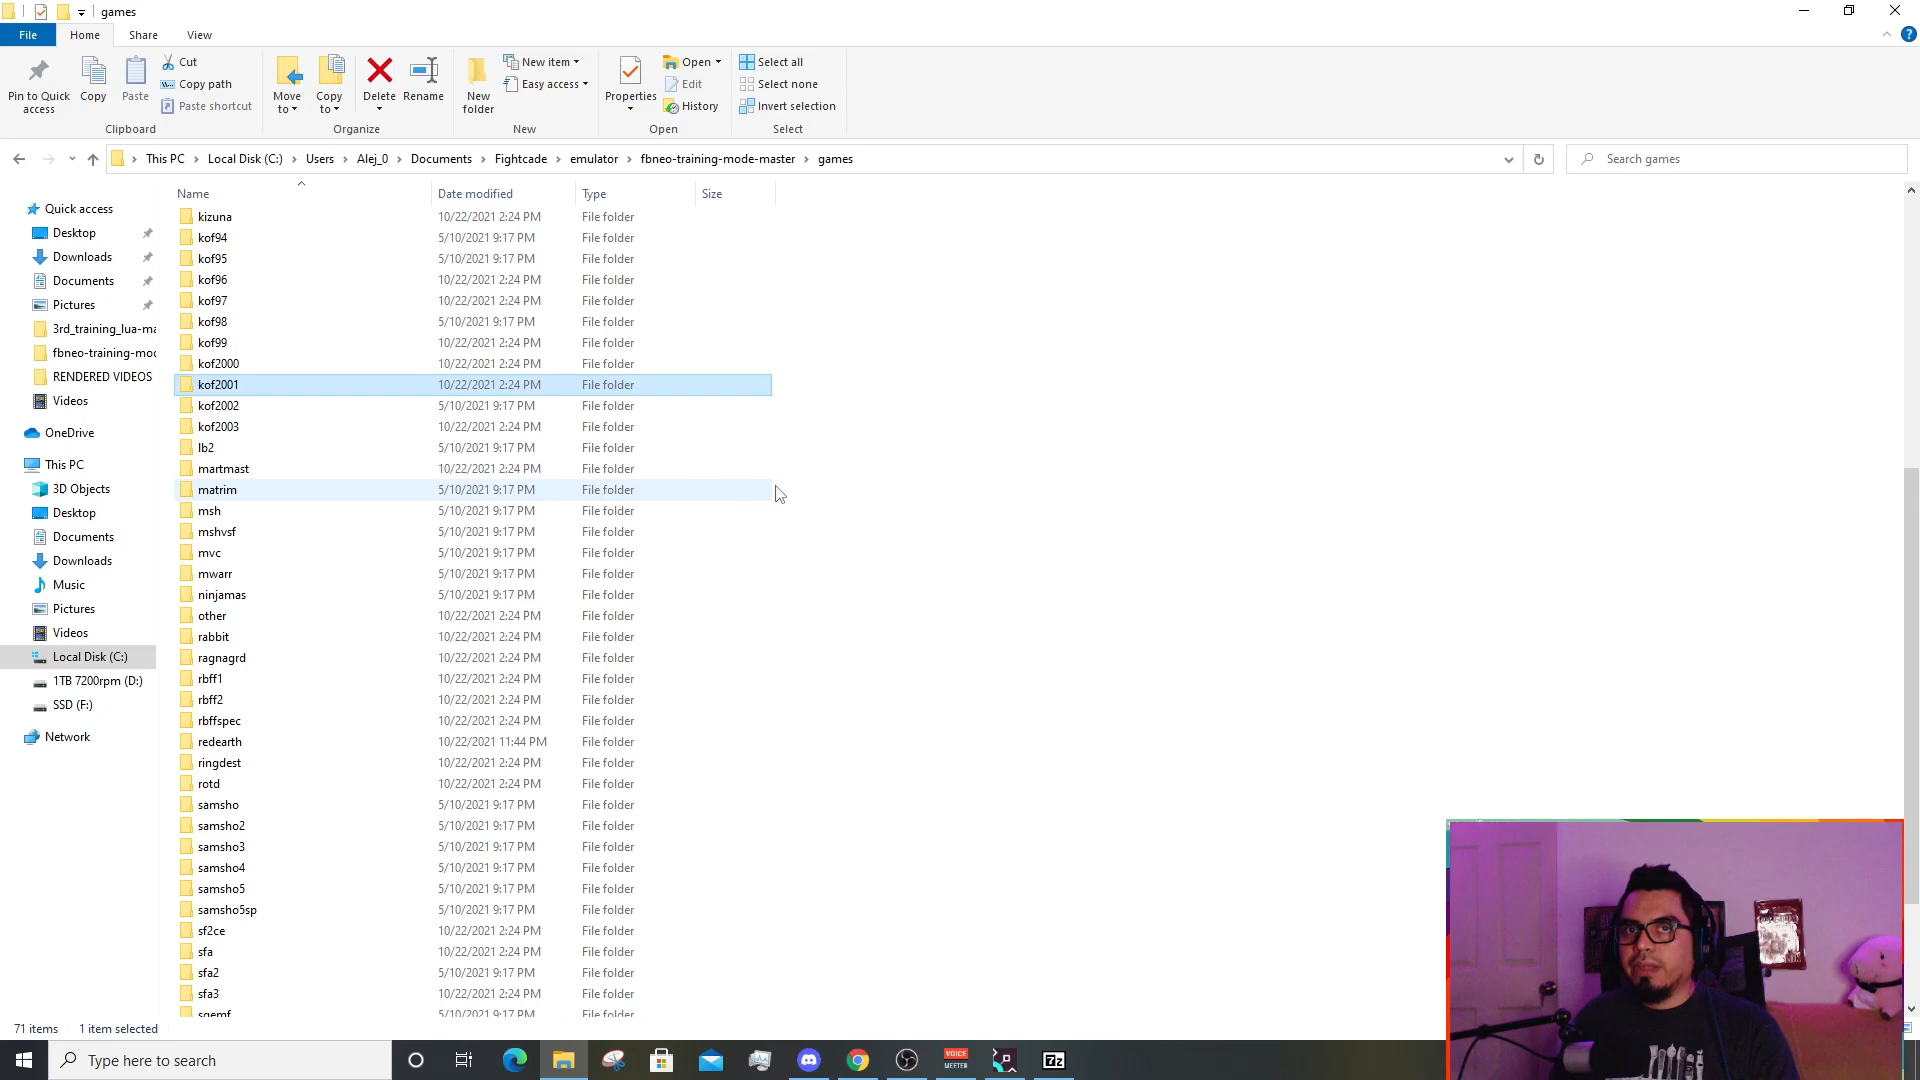 games
File
Home
Share
View
Pin to Quick access
Copy
Paste
Cut
Copy path
Paste shortcut
Clipboard
Move to
Copy to
Delete
Rename
Organize
New folder
New item
Easy access
New
Properties
Open
Edit
History
Open
Select all
Select none
Invert selection
Select
This PC > Local Disk (C:) > Users > Alej_0 > Documents > Fightcade > emulator > fbneo-training-mode-master > games
Search games
Name Date modified Type Size
Quick access
Desktop
Downloads
Documents
Pictures
3rd_training_lua-ma
fbneo-training-mod
RENDERED VIDEOS
Videos
OneDrive
This PC
3D Objects
Desktop
Documents
Downloads
Music
Pictures
Videos
Local Disk (C:)
1TB 7200rpm (D:)
SSD (F:)
Network
kizuna 10/22/2021 2:24 PM File folder
kof94 5/10/2021 9:17 PM File folder
kof95 5/10/2021 9:17 PM File folder
kof96 10/22/2021 2:24 PM File folder
kof97 10/22/2021 2:24 PM File folder
kof98 5/10/2021 9:17 PM File folder
kof99 10/22/2021 2:24 PM File folder
kof2000 10/22/2021 2:24 PM File folder
kof2001 10/22/2021 2:24 PM File folder
kof2002 5/10/2021 9:17 PM File folder
kof2003 10/22/2021 2:24 PM File folder
lb2 5/10/2021 9:17 PM File folder
martmast 10/22/2021 2:24 PM File folder
matrim 5/10/2021 9:17 PM File folder
msh 5/10/2021 9:17 PM File folder
mshvsf 5/10/2021 9:17 PM File folder
mvc 5/10/2021 9:17 PM File folder
mwarr 5/10/2021 9:17 PM File folder
ninjamas 5/10/2021 9:17 PM File folder
other 10/22/2021 2:24 PM File folder
rabbit 10/22/2021 2:24 PM File folder
ragnagrd 10/22/2021 2:24 PM File folder
rbff1 10/22/2021 2:24 PM File folder
rbff2 10/22/2021 2:24 PM File folder
rbffspec 10/22/2021 2:24 PM File folder
redearth 10/22/2021 11:44 PM File folder
ringdest 10/22/2021 2:24 PM File folder
rotd 10/22/2021 2:24 PM File folder
samsho 5/10/2021 9:17 PM File folder
samsho2 5/10/2021 9:17 PM File folder
samsho3 5/10/2021 9:17 PM File folder
samsho4 5/10/2021 9:17 PM File folder
samsho5 5/10/2021 9:17 PM File folder
samsho5sp 5/10/2021 9:17 PM File folder
sf2ce 10/22/2021 2:24 PM File folder
sfa 10/22/2021 2:24 PM File folder
sfa2 5/10/2021 9:17 PM File folder
sfa3 10/22/2021 2:24 PM File folder
sgemf 5/10/2021 9:17 PM File folder
71 items 1 item selected
Type here to search
VOICE
MEETER
7z